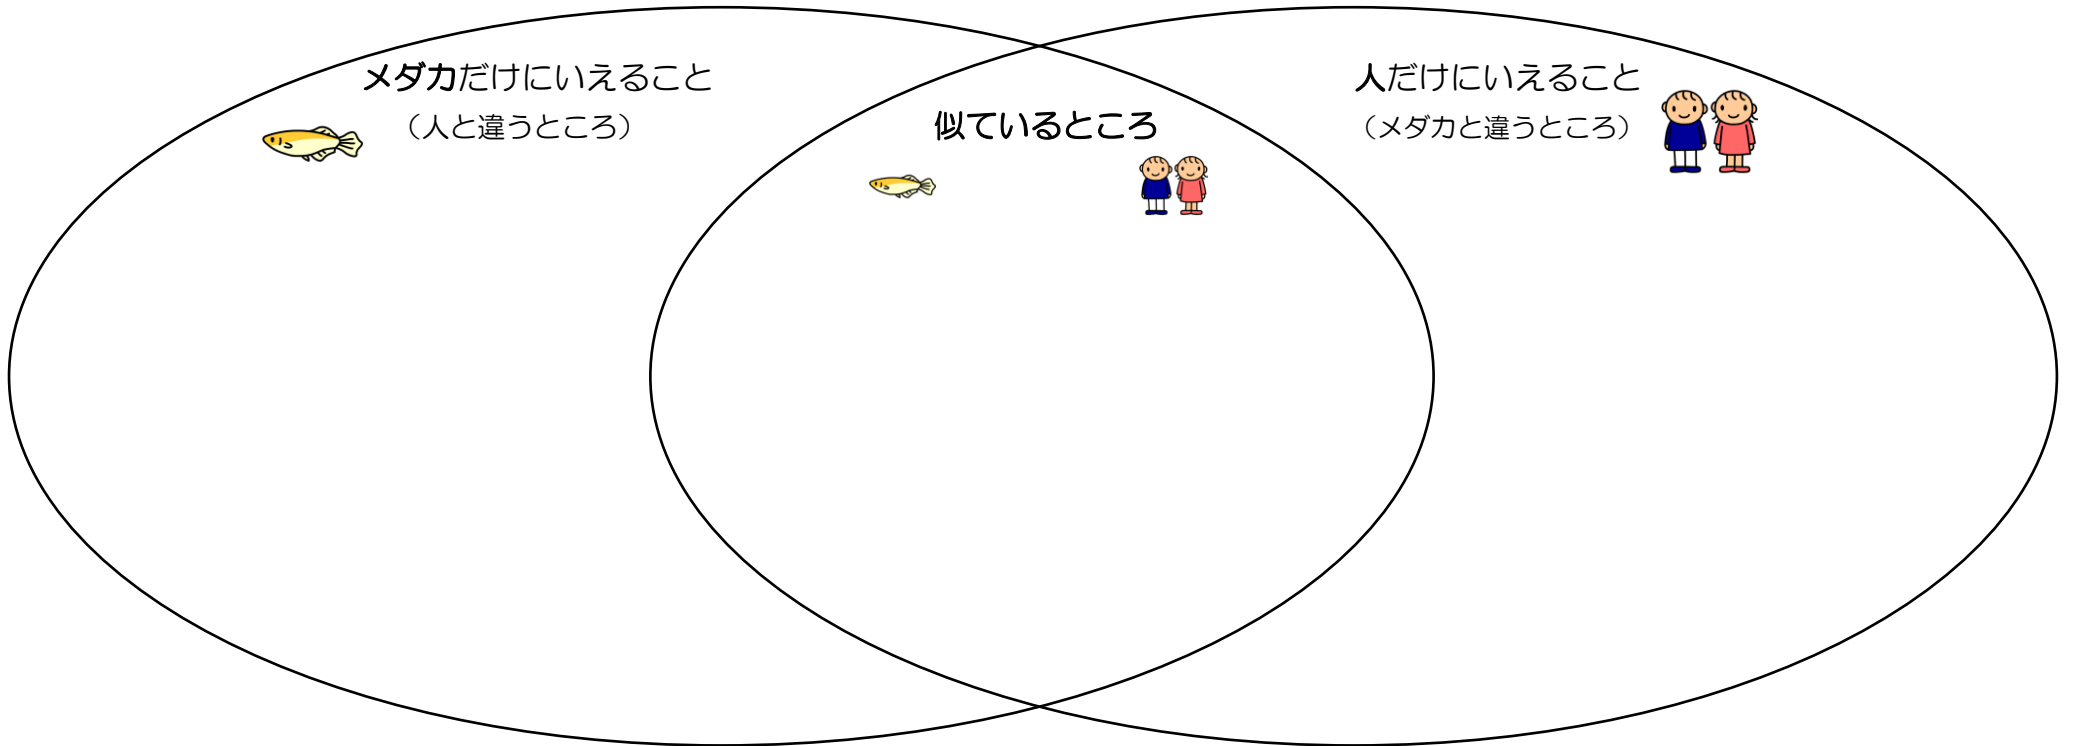 メダカだけにいえること
（人と違うところ）
似ているところ
人だけにいえること
（メダカと違うところ）